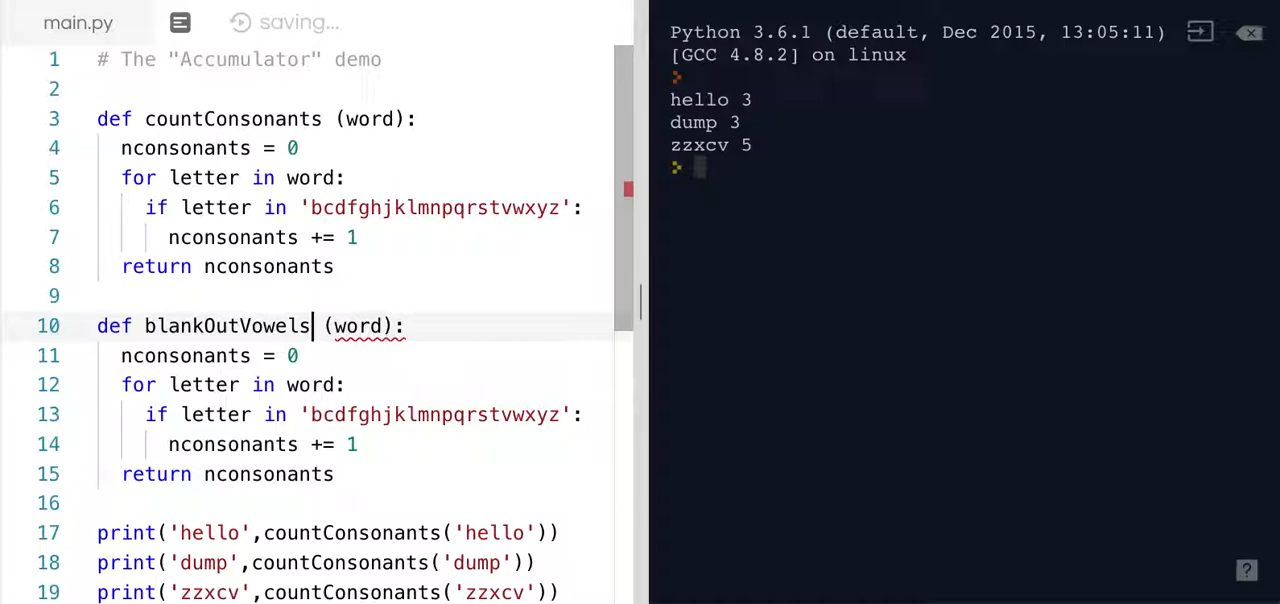 main.py saving...
1 # The "Accumulator" demo
2
3 def countConsonants (word):
4 nconsonants = 0
5 for letter in word:
6 if letter in 'bcdfghjklmnpqrstvwxyz':
7 nconsonants += 1
8 return nconsonants
9
10 def blankOutVowels (word):
11 nconsonants = 0
12 for letter in word:
13 if letter in 'bcdfghjklmnpqrstvwxyz':
14 nconsonants += 1
15 return nconsonants
16
17 print('hello',countConsonants('hello'))
18 print('dump',countConsonants('dump'))
19 print('zzxcv',countConsonants('zzxcv'))
Python 3.6.1 (default, Dec 2015, 13:05:11)
[GCC 4.8.2] on linux
hello 3
dump 3
zzxcv 5
?